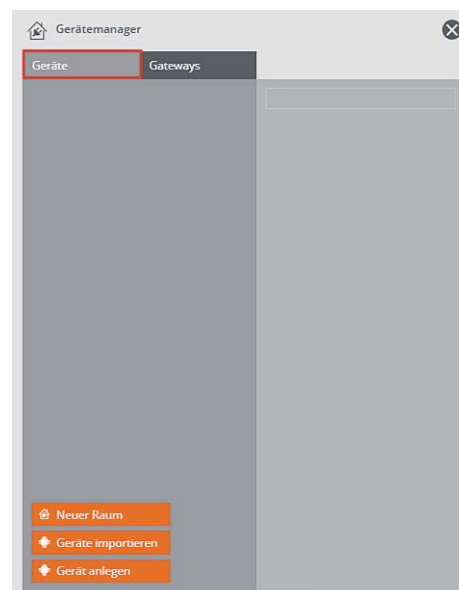 Gerätemanager
Geräte
Gateways
Neuer Raum
Geräte importieren
Gerät anlegen